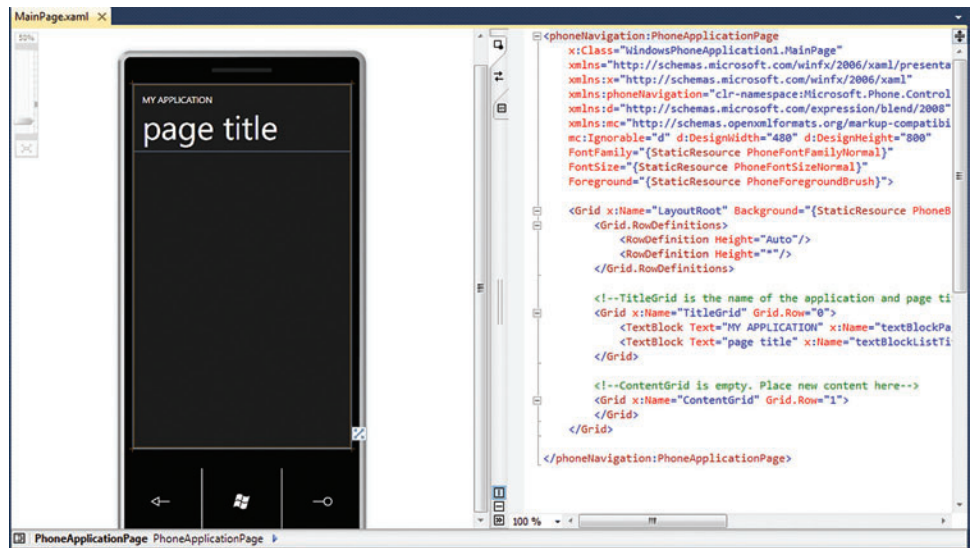 MainPage.xaml
50%
MY APPLICATION
page title
<phoneNavigation:PhoneApplicationPage
x:Class="WindowsPhoneApplication1.MainPage"
xmlns="http://schemas.microsoft.com/winfx/2006/xaml/presenta
xmlns:x="http://schemas.microsoft.com/winfx/2006/xaml"
xmlns:phoneNavigation="clr-namespace:Microsoft.Phone.Control
xmlns:d="http://schemas.microsoft.com/expression/blend/2008"
xmlns:mc="http://schemas.openxmlformats.org/markup-compatibi
mc:Ignorable="d" d:DesignWidth="480" d:DesignHeight="800"
FontFamily="{StaticResource PhoneFontFamilyNormal}"
FontSize="{StaticResource PhoneFontSizeNormal}"
Foreground="{StaticResource PhoneForegroundBrush}">
<Grid x:Name="LayoutRoot" Background="{StaticResource PhoneB
<Grid.RowDefinitions>
<RowDefinition Height="Auto"/>
<RowDefinition Height="*"/>
</Grid.RowDefinitions>
<!--TitleGrid is the name of the application and page ti
<Grid x:Name="TitleGrid" Grid.Row="0">
<TextBlock Text="MY APPLICATION" x:Name="textBlockPa
<TextBlock Text="page title" x:Name="textBlockListTi
</Grid>
<!--ContentGrid is empty. Place new content here-->
<Grid x:Name="ContentGrid" Grid.Row="1">
</Grid>
</Grid>
</phoneNavigation:PhoneApplicationPage>
100 %
PhoneApplicationPage PhoneApplicationPage